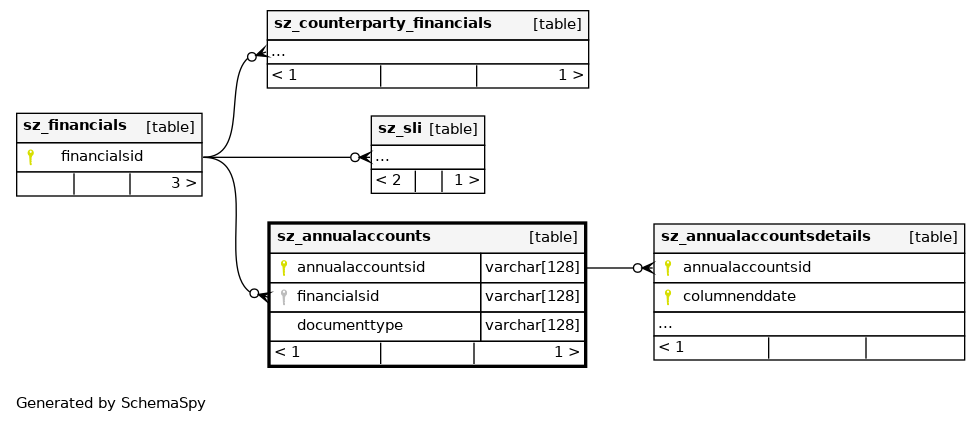 sz_counterparty_financials [table]
...
< 1 1 >
sz_financials [table]
financialsid
3 >
sz_sli [table]
...
< 2 1 >
sz_annualaccounts [table]
annualaccountsid varchar[128]
financialsid varchar[128]
documenttype varchar[128]
< 1 1 >
sz_annualaccountsdetails [table]
annualaccountsid
columnenddate
...
< 1
Generated by SchemaSpy